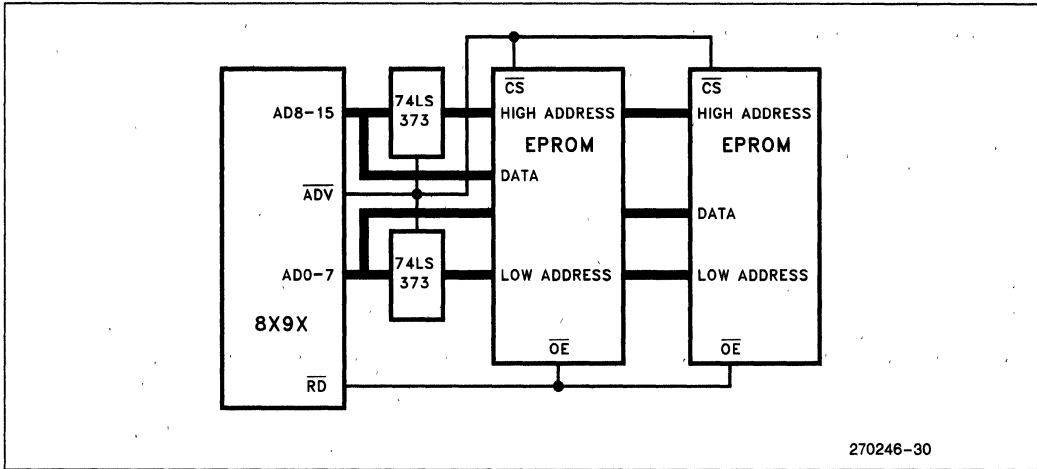 CS
CS
AD8-15
74LS
373
HIGH ADDRESS
HIGH ADDRESS
EPROM
EPROM
DATA
ADV
DATA
74LS
373
AD0-7
LOW ADDRESS
LOW ADDRESS
8X9X
OE
OE
RD
270246-30